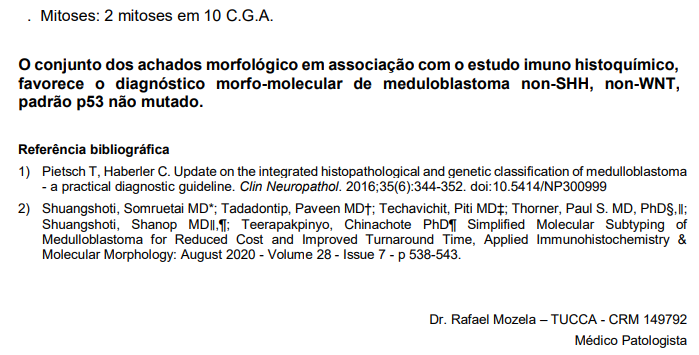 . Mitoses: 2 mitoses em 10 C.G.A.
O conjunto dos achados morfológico em associação com o estudo imuno histoquímico,
favorece o diagnóstico morfo-molecular de meduloblastoma non-SHH, non-WNT,
padrão p53 não mutado.
Referência bibliográfica
1) Pietsch T, Haberler C. Update on the integrated histopathological and genetic classification of medulloblastoma
- a practical diagnostic guideline. Clin Neuropathol. 2016;35(6):344-352. doi:10.5414/NP300999
2) Shuangshoti, Somruetai MD*; Tadadontip, Paveen MD†; Techavichit, Piti MD‡; Thorner, Paul S. MD, PhD§,‖;
Shuangshoti, Shanop MD‖,¶; Teerapakpinyo, Chinachote PhD¶ Simplified Molecular Subtyping of
Medulloblastoma for Reduced Cost and Improved Turnaround Time, Applied Immunohistochemistry &
Molecular Morphology: August 2020 - Volume 28 - Issue 7 - p 538-543.
Dr. Rafael Mozela – TUCCA - CRM 149792
Médico Patologista